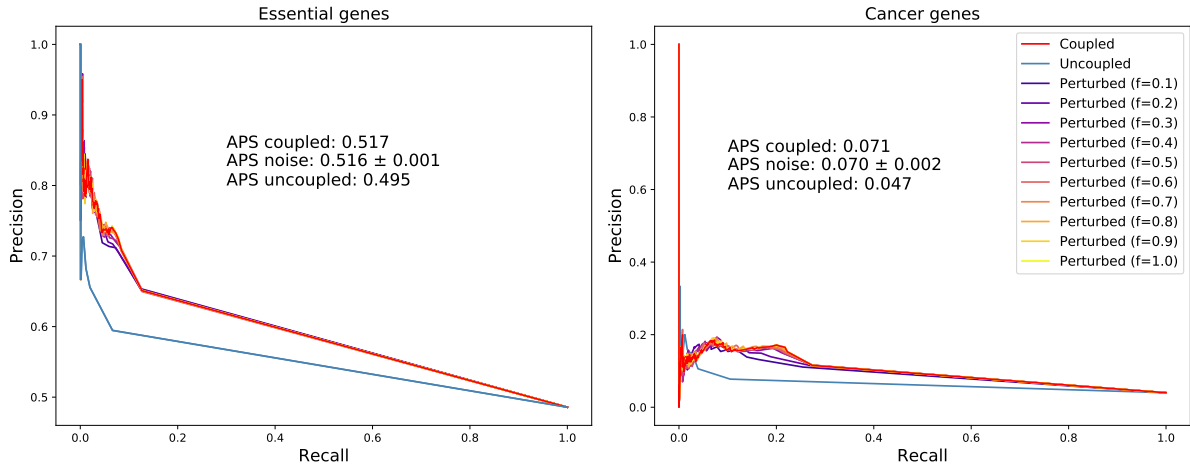 Essential genes
1.0
0.9
0.8
0.7
0.6
0.5
Precision
APS coupled: 0.517
APS noise: 0.516 ± 0.001
APS uncoupled: 0.495
0.0 0.2 0.4 0.6 0.8 1.0
Recall
Cancer genes
1.0
0.8
0.6
0.4
0.2
0.0
Precision
APS coupled: 0.071
APS noise: 0.070 ± 0.002
APS uncoupled: 0.047
Coupled
Uncoupled
Perturbed (f=0.1)
Perturbed (f=0.2)
Perturbed (f=0.3)
Perturbed (f=0.4)
Perturbed (f=0.5)
Perturbed (f=0.6)
Perturbed (f=0.7)
Perturbed (f=0.8)
Perturbed (f=0.9)
Perturbed (f=1.0)
0.0 0.2 0.4 0.6 0.8 1.0
Recall